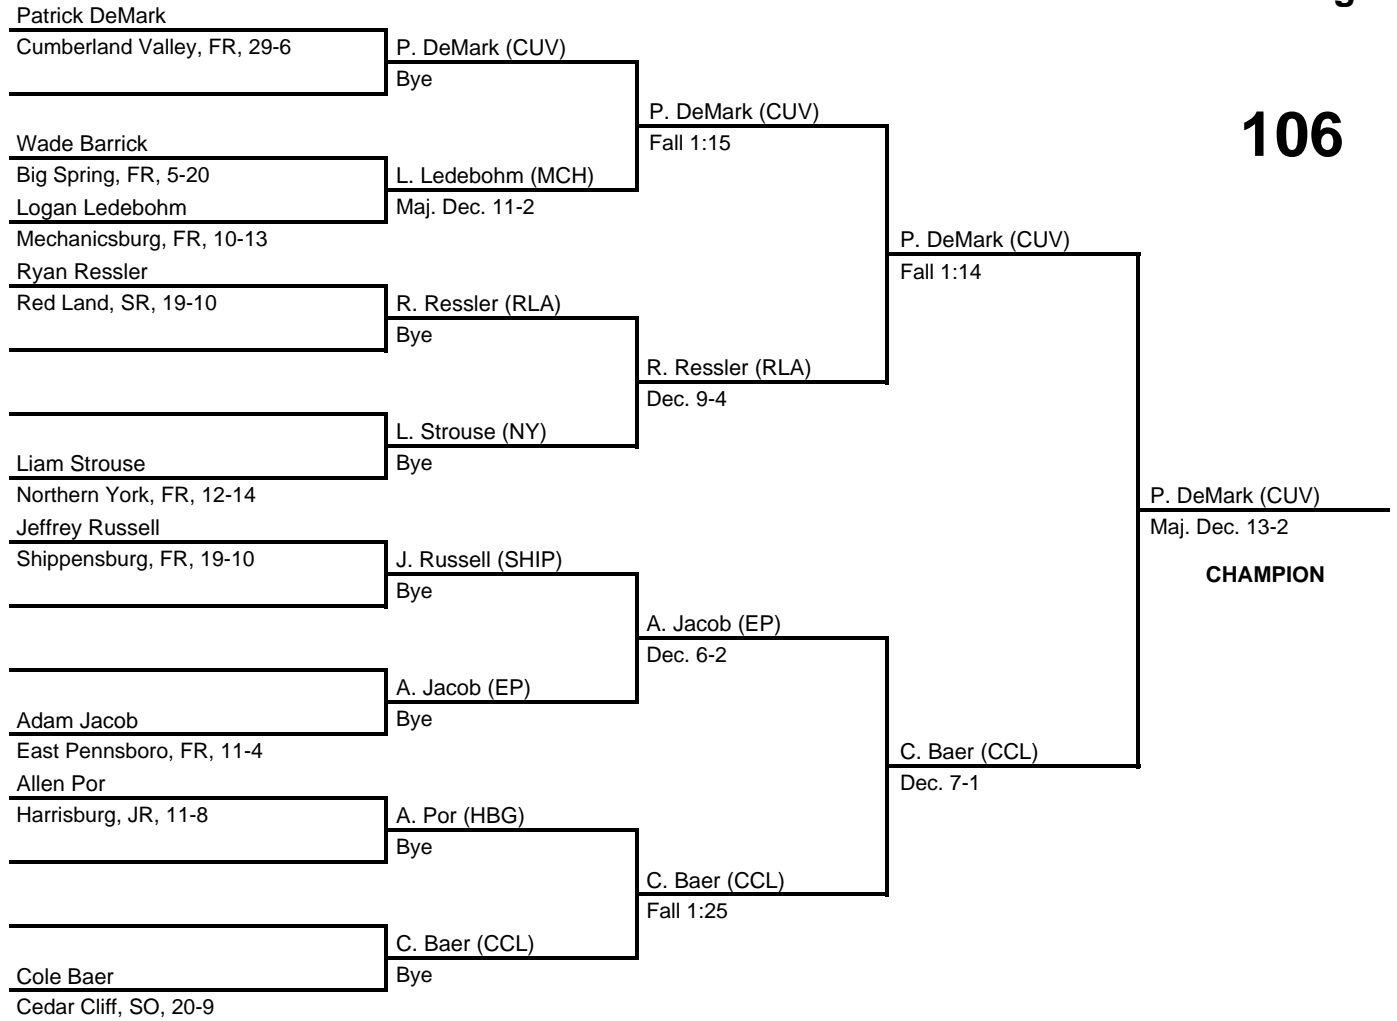 g
Patrick DeMark
Cumberland Valley, FR, 29-6
Wade Barrick
Big Spring, FR, 5-20
Logan Ledebohm
Mechanicsburg, FR, 10-13
Ryan Ressler
Red Land, SR, 19-10
Liam Strouse
Northern York, FR, 12-14
Jeffrey Russell
Shippensburg, FR, 19-10
Adam Jacob
East Pennsboro, FR, 11-4
Allen Por
Harrisburg, JR, 11-8
Cole Baer
Cedar Cliff, SO, 20-9
P. DeMark (CUV)
Bye
L. Ledebohm (MCH)
Maj. Dec. 11-2
R. Ressler (RLA)
Bye
L. Strouse (NY)
Bye
J. Russell (SHIP)
Bye
A. Jacob (EP)
Bye
A. Por (HBG)
Bye
C. Baer (CCL)
Bye
P. DeMark (CUV)
Fall 1:15
R. Ressler (RLA)
Dec. 9-4
A. Jacob (EP)
Dec. 6-2
C. Baer (CCL)
Fall 1:25
P. DeMark (CUV)
Fall 1:14
C. Baer (CCL)
Dec. 7-1
106
P. DeMark (CUV)
Maj. Dec. 13-2
CHAMPION